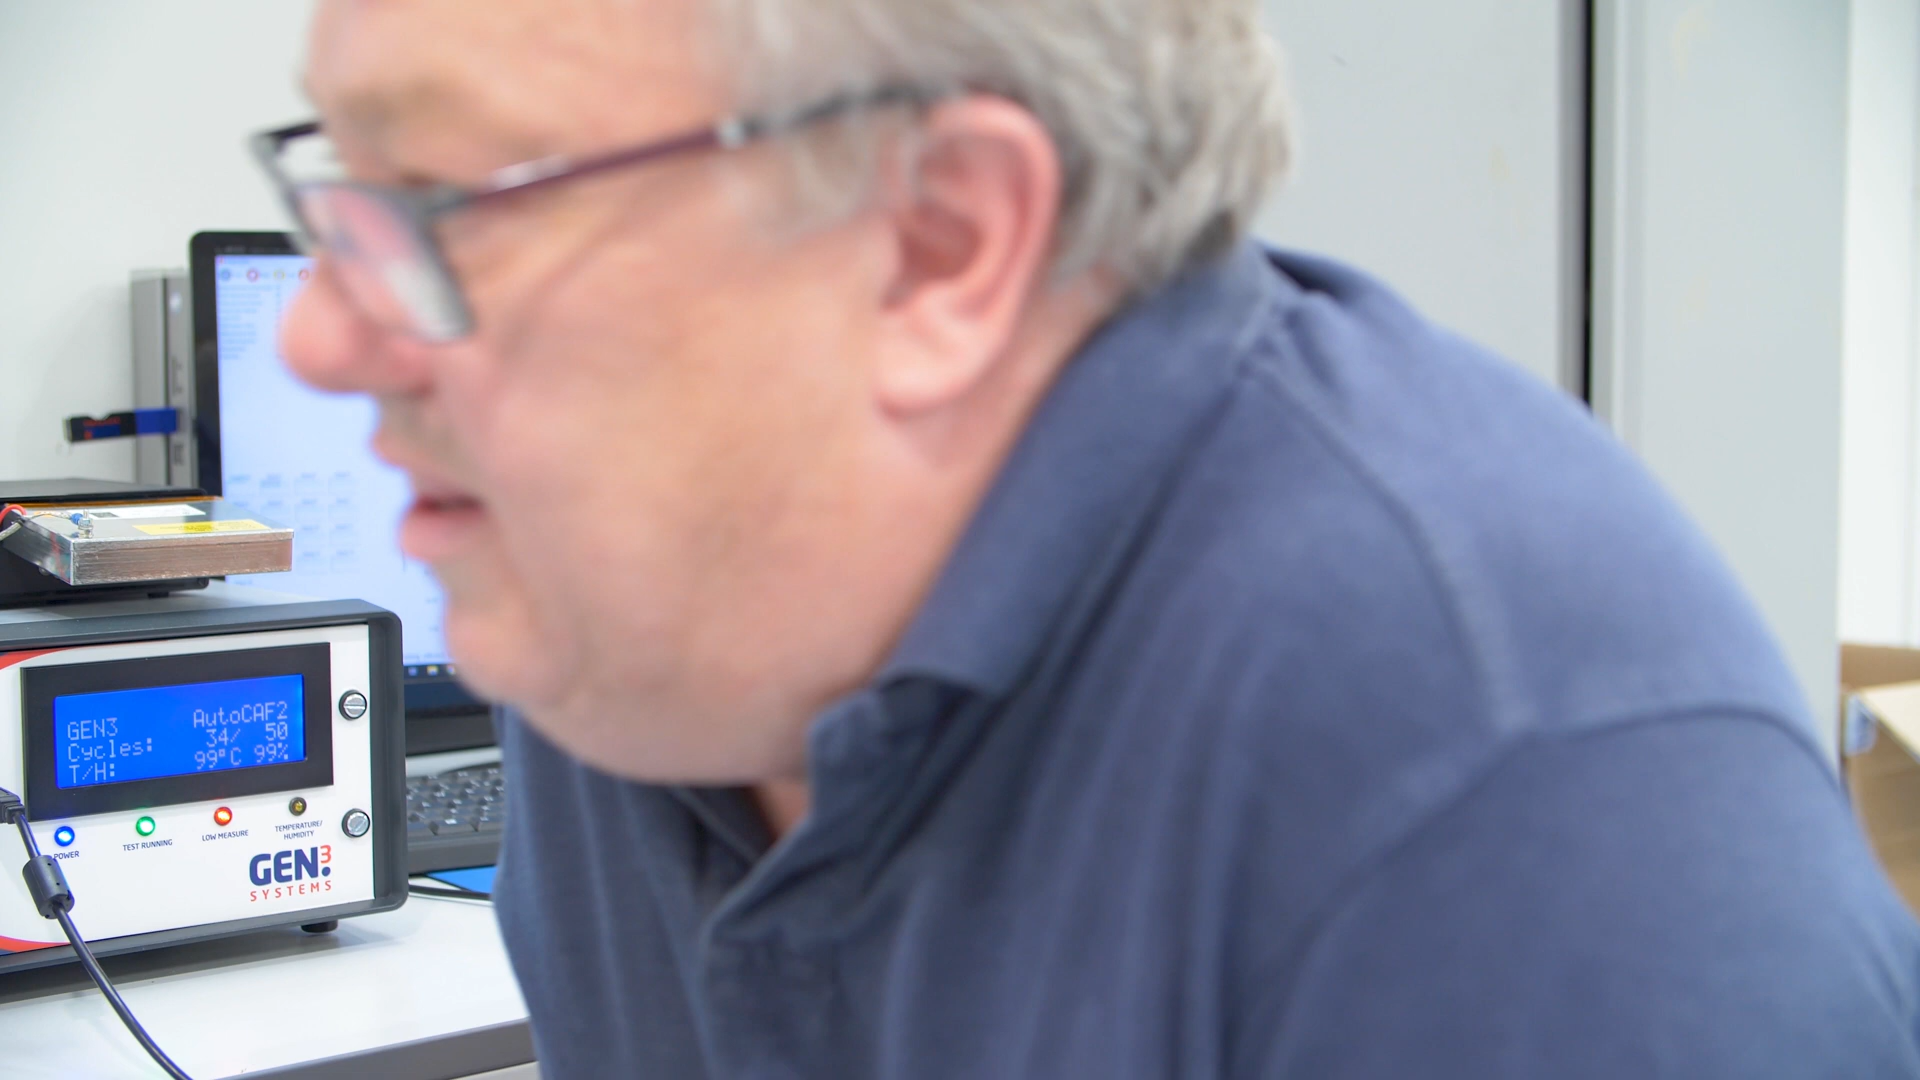 GEN3 AutoCAF2
Cycles: 34/ 50
T/H: 99°C 99%
POWER
TEST RUNNING
LOW MEASURE
TEMPERATURE/
HUMIDITY
GEN3
SYSTEMS